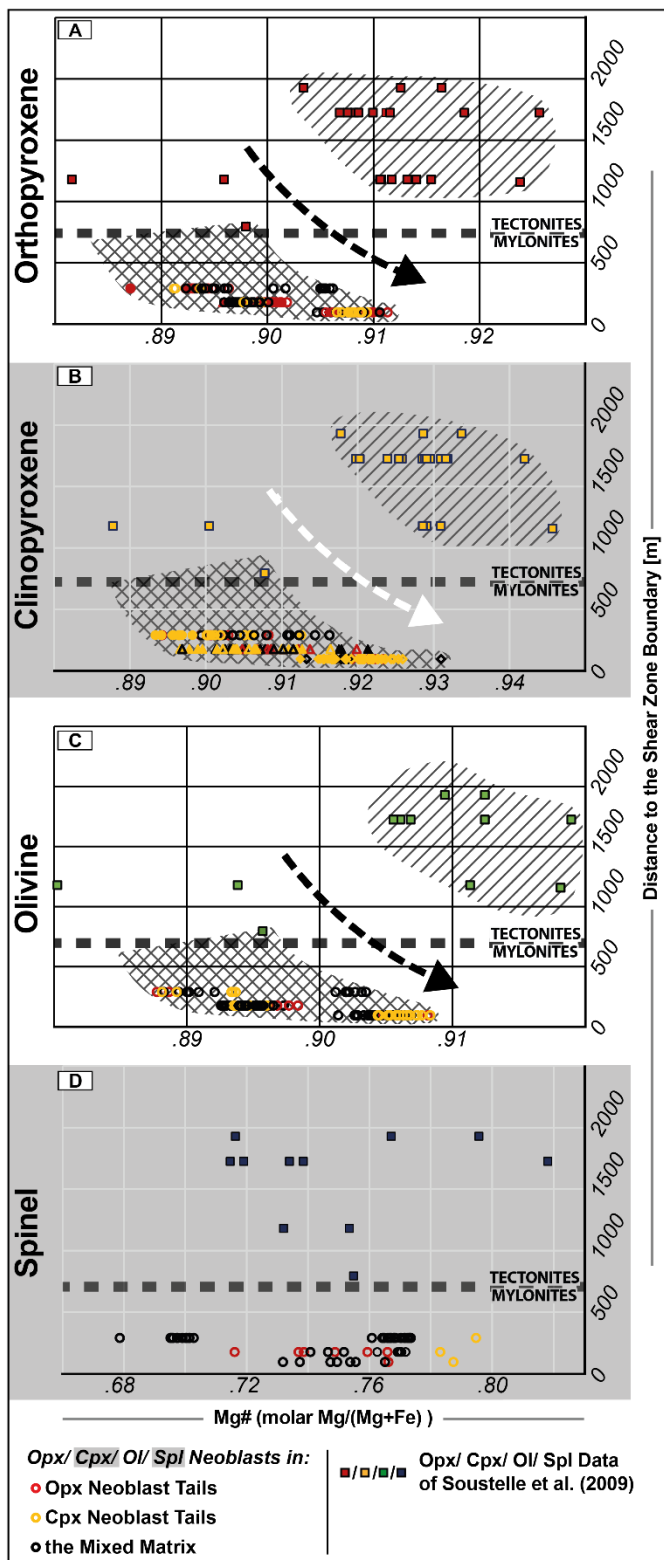 A
Orthopyroxene
2000
1500
1000
TECTONITES
MYLONITES
500
0
.89 .90 .91 .92
B
Clinopyroxene
2000
1500
1000
TECTONITES
MYLONITES
500
0
.89 .90 .91 .92 .93 .94
C
Olivine
2000
1500
1000
TECTONITES
MYLONITES
500
0
.89 .90 .91
D
Spinel
2000
1500
1000
TECTONITES
MYLONITES
500
0
.68 .72 .76 .80
Distance to the Shear Zone Boundary [m]
Mg# (molar Mg/(Mg+Fe) )
Opx/ Cpx/ Ol/ Spl Neoblasts in:
Opx Neoblast Tails
Cpx Neoblast Tails
the Mixed Matrix
/ / / Opx/ Cpx/ Ol/ Spl Data
of Soustelle et al. (2009)